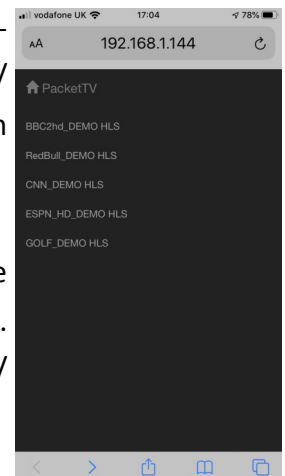 vodafone UK 17:04 78%
AA 192.168.1.144
PacketTV
BBC2hd_DEMO HLS
RedBull_DEMO HLS
CNN_DEMO HLS
ESPN_HD_DEMO HLS
GOLF_DEMO HLS